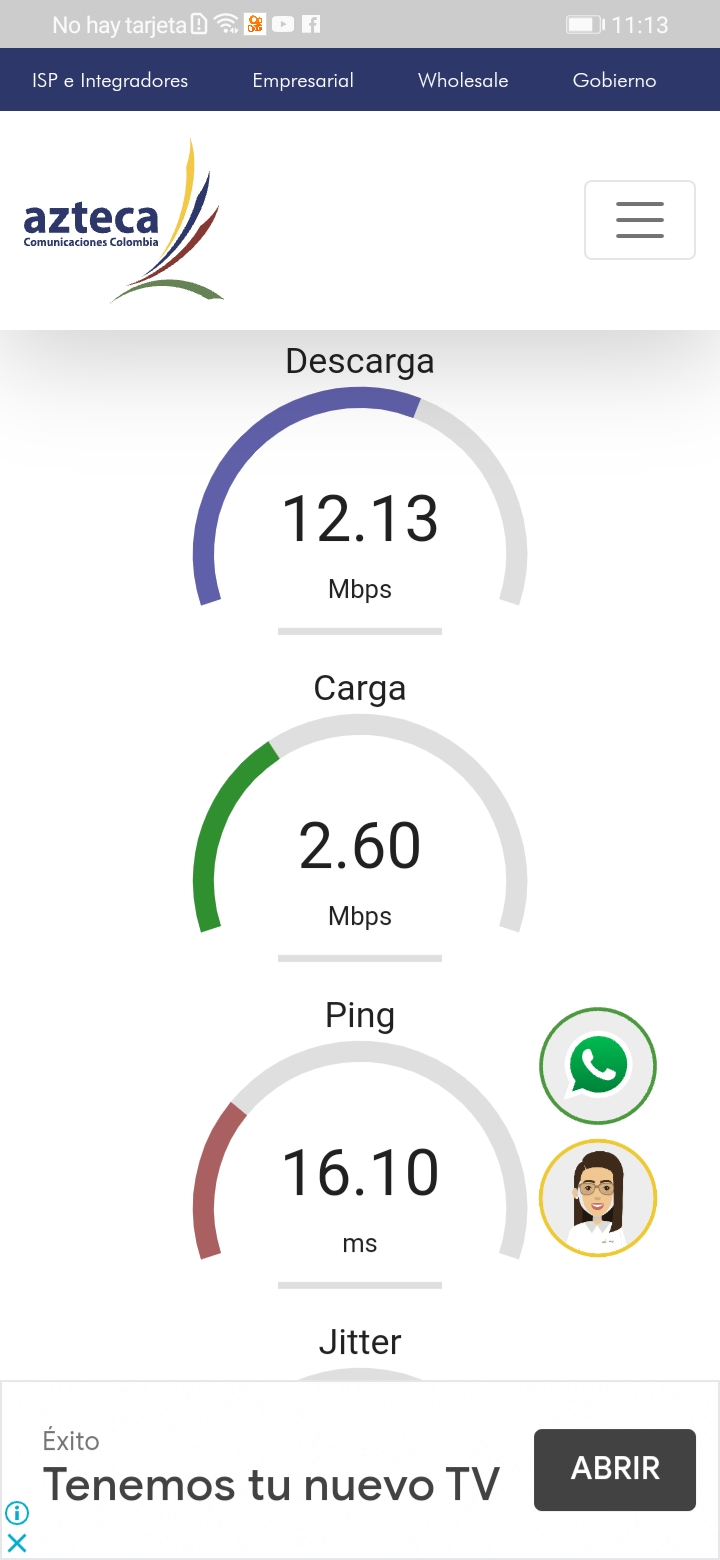 No hay tarjeta 11:13
ISP e Integradores Empresarial Wholesale Gobierno
azteca
Comunicaciones Colombia
Descarga
12.13
Mbps
Carga
2.60
Mbps
Ping
16.10
ms
Jitter
Éxito
Tenemos tu nuevo TV
ABRIR